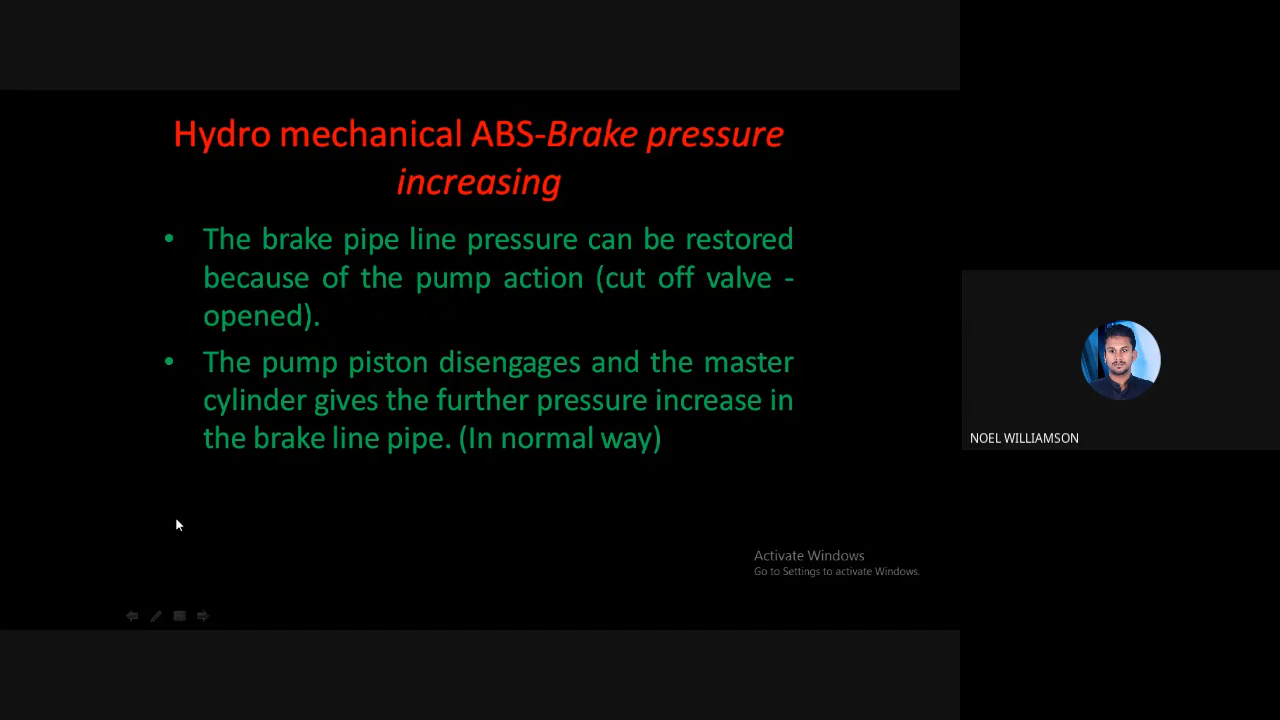 Hydro mechanical ABS-Brake pressure
increasing
• The brake pipe line pressure can be restored
because of the pump action (cut off valve -
opened).
• The pump piston disengages and the master
cylinder gives the further pressure increase in
the brake line pipe. (In normal way)
NOEL WILLIAMSON
Activate Windows
Go to Settings to activate Windows.